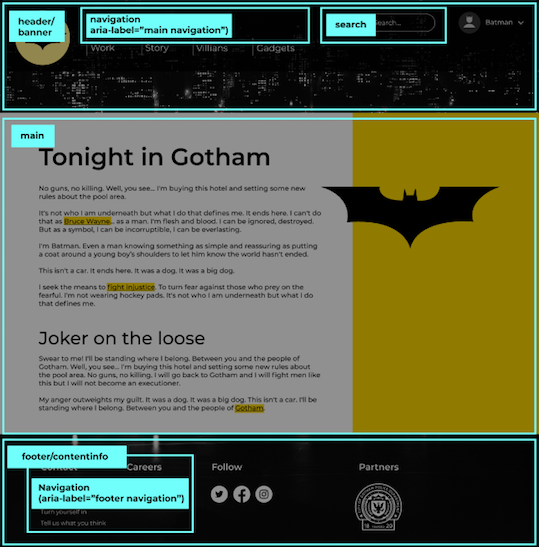 header/
banner
navigation
aria-label="main navigation")
search
Search...
Batman
Work
Story
Villians
Gadgets
main
Tonight in Gotham
No guns, no killing. Well, you see... I'm buying this hotel and setting some new
rules about the pool area.
It's not who I am underneath but what I do that defines me. It ends here. I can't do
that as Bruce Wayne.. as a man. I'm flesh and blood. I can be ignored, destroyed.
But as a symbol, I can be incorruptible, I can be everlasting.
I'm Batman. Even a man knowing something as simple and reassuring as putting
a coat around a young boy's shoulders to let him know the world hasn't ended.
This isn't a car. It ends here. It was a dog. It was a big dog.
I seek the means to fight injustice. To turn fear against those who prey on the
fearful. I'm not wearing hockey pads. It's not who I am underneath but what I do
that defines me.
Joker on the loose
Swear to me! I'll be standing where I belong. Between you and the people of
Gotham. Well, you see... I'm buying this hotel and setting some new rules about
the pool area. No guns, no killing. I will go back to Gotham and I will fight men like
this but I will not become an executioner.
My anger outweighs my guilt. It was a dog. It was a big dog. This isn't a car. I'll be
standing where I belong. Between you and the people of Gotham.
footer/contentinfo
Contact
Careers
Follow
Partners
Navigation
(aria-label="footer navigation")
Turn yourself in
Tell us what you think
18
20